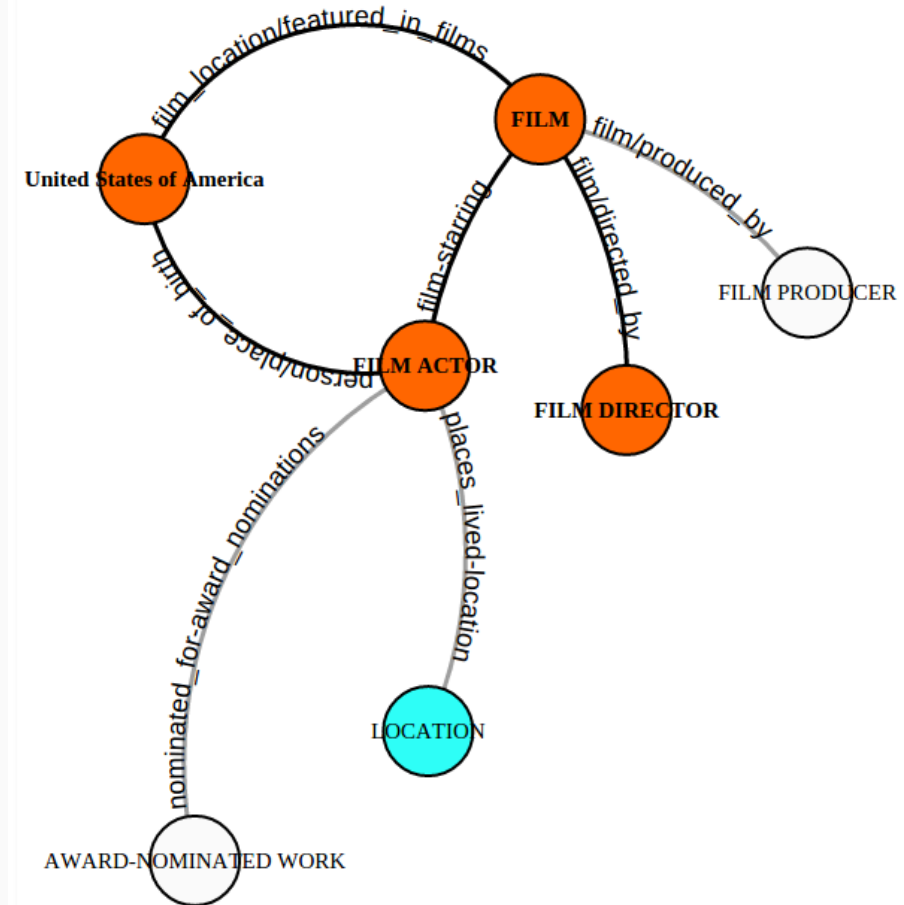 film_location/featured_in_films
FILM
film/produced_by
United States of America
film-starring
film/directed_by
person/place_of_birth
FILM PRODUCER
FILM ACTOR
FILM DIRECTOR
nominated_for-award_nominations
places_lived-location
LOCATION
AWARD-NOMINATED WORK